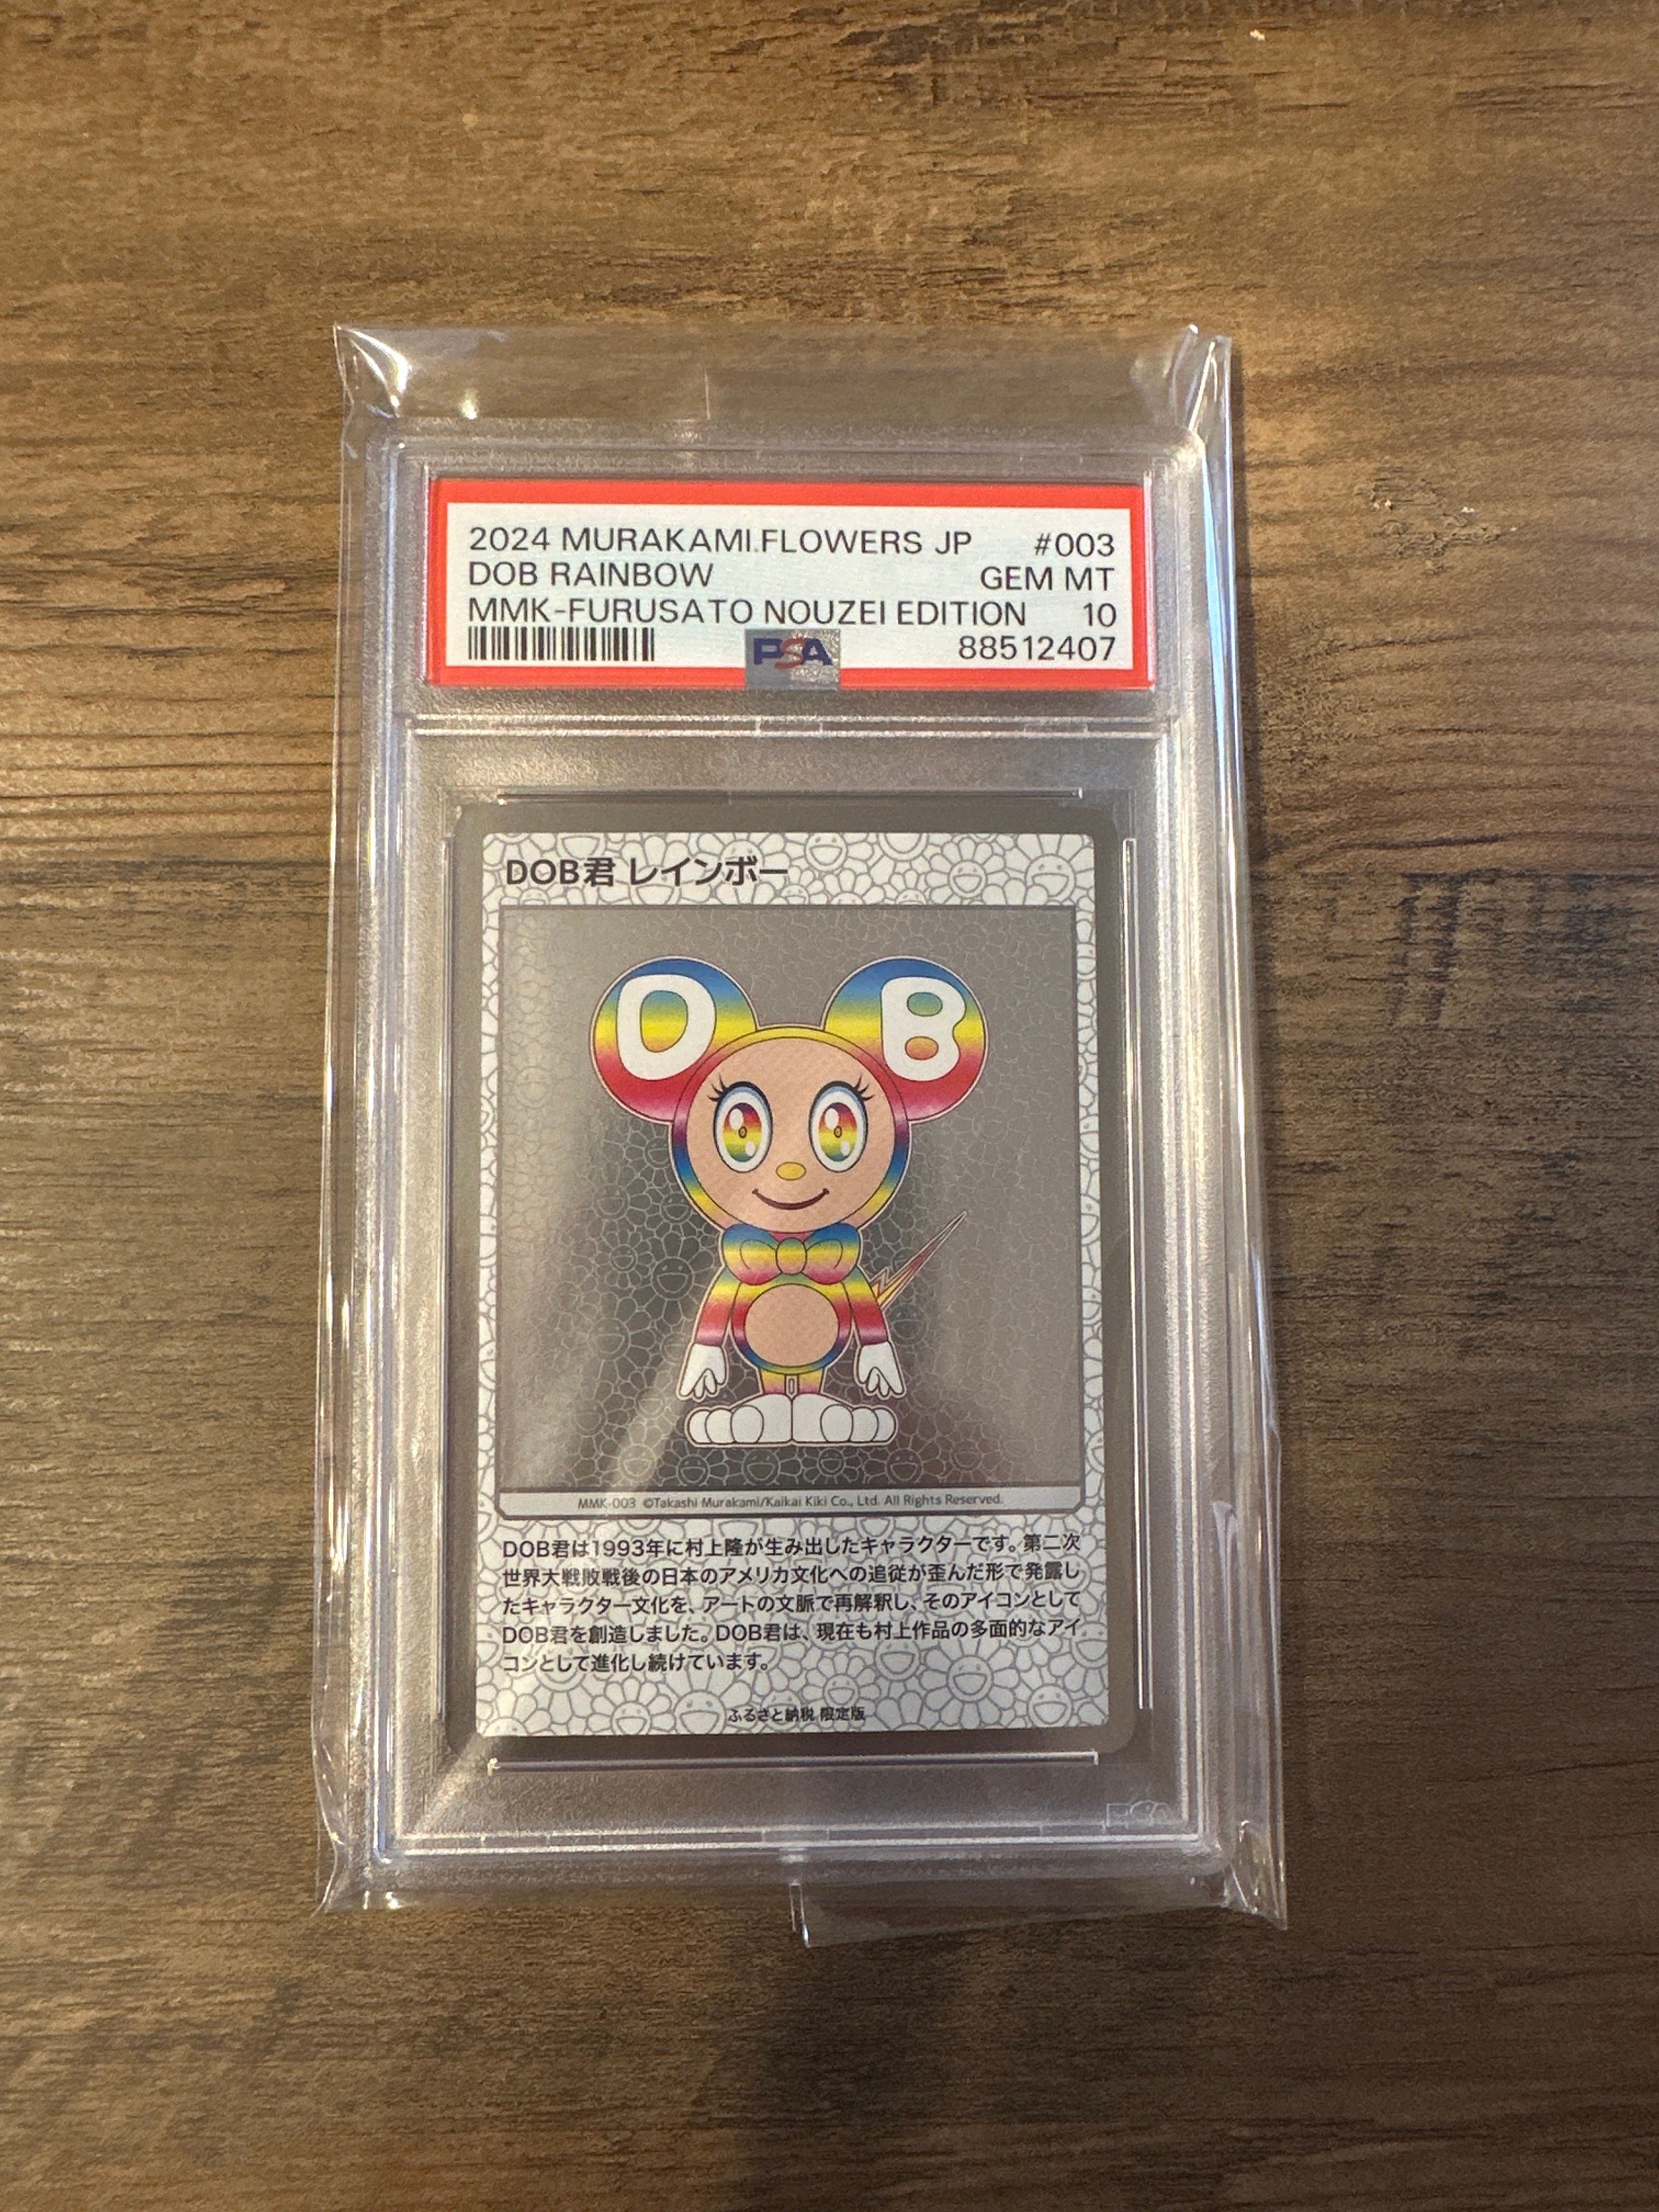 2024 MURAKAMI.FLOWERS JP #003
DOB RAINBOW GEM MT
MMK-FURUSATO NOUZEI EDITION 10
PSA 88512407
DOB君 レインボー
D B
MMK-003 ©Takashi Murakami/Kaikai Kiki Co., Ltd. All Rights Reserved.
DOB君は1993年に村上隆が生み出したキャラクターです。第二次
世界大戦敗戦後の日本のアメリカ文化への追従が歪んだ形で発露し
たキャラクター文化を、アートの文脈で再解釈し、そのアイコンとして
DOB君を創造しました。DOB君は、現在も村上作品の多面的なアイ
コンとして進化し続けています。
ふるさと納税 限定版
PSA